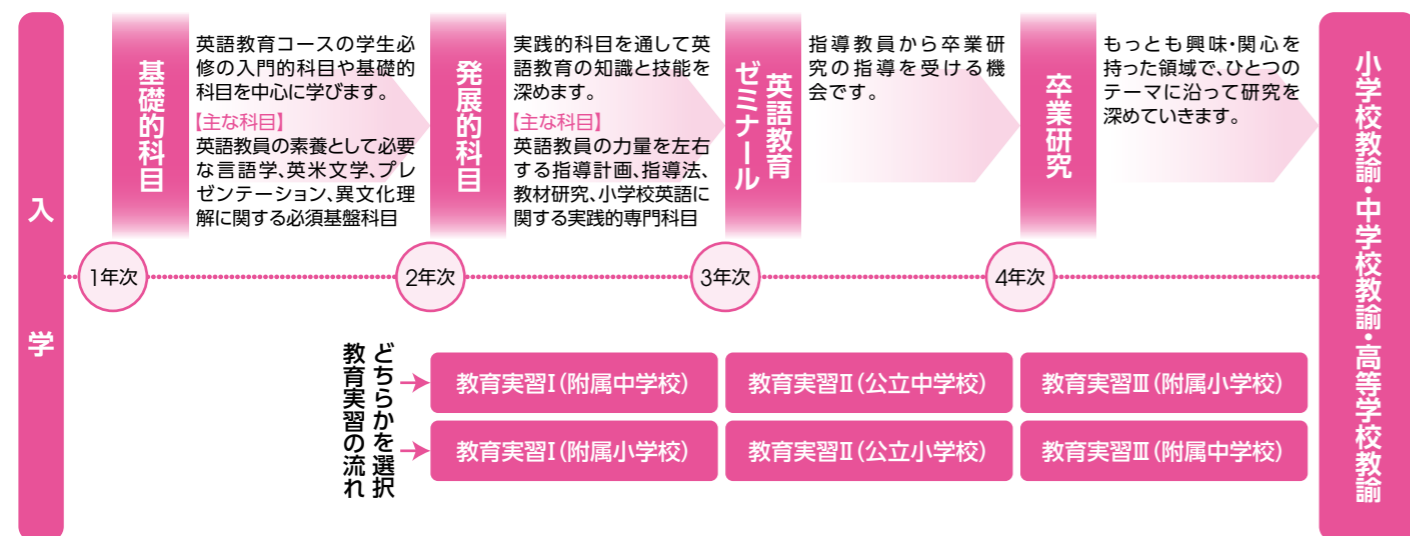 入学
基礎的科目
英語教育コースの学生必
修の入門的科目や基礎的
科目を中心に学びます。
【主な科目】
英語教員の素養として必要
な言語学、英米文学、プレ
ゼンテーション、異文化理
解に関する必須基盤科目
発展的科目
実践的科目を通して英
語教育の知識と技能を
深めます。
【主な科目】
英語教員の力量を左右
する指導計画、指導法、
教材研究、小学校英語に
関する実践的専門科目
英語教育
ゼミナール
指導教員から卒業研
究の指導を受ける機
会です。
卒業研究
もっとも興味・関心を
持った領域で、ひとつの
テーマに沿って研究を
深めていきます。
1年次
2年次
3年次
4年次
どちらかを選択
教育実習の流れ
教育実習Ⅰ(附属中学校)
教育実習Ⅱ(公立中学校)
教育実習Ⅲ(附属小学校)
教育実習Ⅰ(附属小学校)
教育実習Ⅱ(公立小学校)
教育実習Ⅲ(附属中学校)
小学校教諭・中学校教諭・高等学校教諭